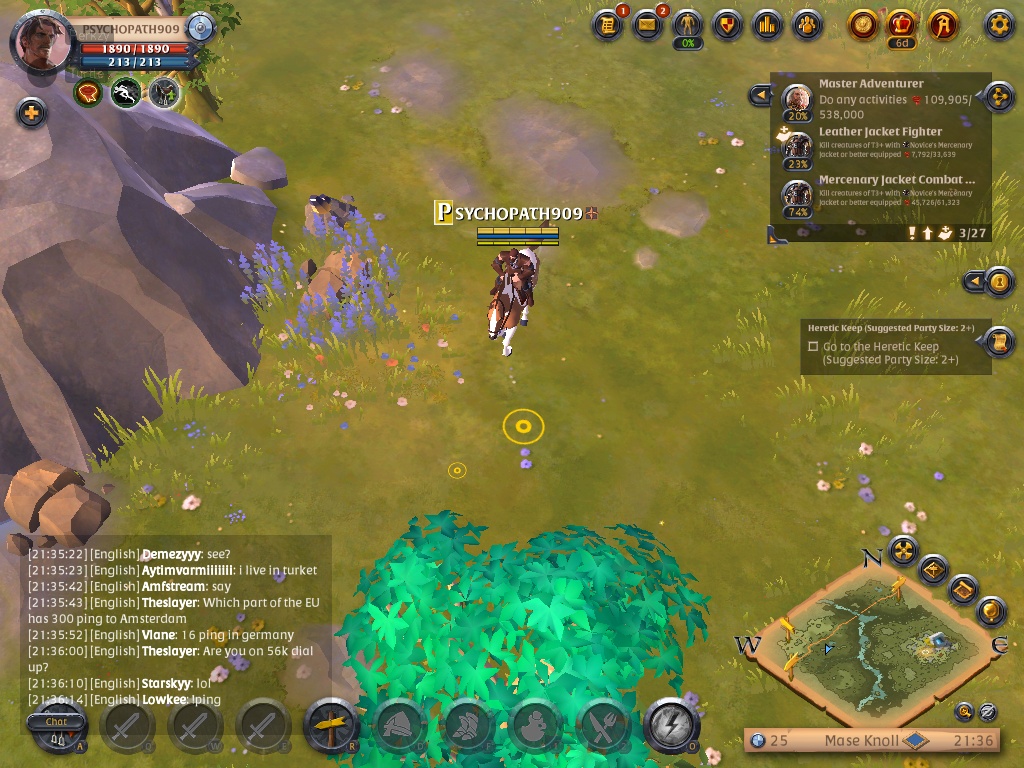 PSYCHOPATH909
1890 / 1890
213 / 213
1
2
0%
6d
Master Adventurer
Do any activities 109,905/
538,000
20%
Leather Jacket Fighter
Kill creatures of T3+ with Novice's Mercenary
Jacket or better equipped 7,792/33,639
23%
Mercenary Jacket Combat ...
Kill creatures of T3+ with Novice's Mercenary
Jacket or better equipped 45,726/61,323
74%
3/27
PSYCHOPATH909
Heretic Keep (Suggested Party Size: 2+)
Go to the Heretic Keep
(Suggested Party Size: 2+)
[21:35:22] [English] Demezyyy: see?
[21:35:23] [English] Aytimvarmiiiiiii: i live in turket
[21:35:42] [English] Amfstream: say
[21:35:43] [English] Theslayer: Which part of the EU
has 300 ping to Amsterdam
[21:35:52] [English] Vlane: 16 ping in germany
[21:36:00] [English] Theslayer: Are you on 56k dial
up?
[21:36:10] [English] Starskyy: lol
[21:36:14] [English] Lowkee: !ping
N
W
E
Chat
A
Q
W
E
R
D
F
O
25
Mase Knoll
21:36